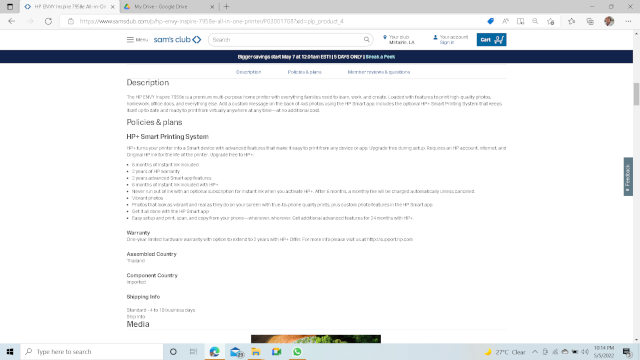 HP ENVY Inspire 7958e All-in-On
My Drive - Google Drive
https://www.samsclub.com/p/hp-envy-inspire-7958e-all-in-one-printer/P03001708?xid=plp_product_4
Menu
sam's club
Search
Your club
Metairie, LA
Your account
Sign in
Cart
Bigger savings start May 7 at 12:01am EST! | 5 DAYS ONLY | Sneak a Peek
Description
Policies & plans
Member reviews & questions
Description
The HP ENVY Inspire 7958e is a premium multi-purpose home printer with everything families need to learn, work, and create. Loaded with features to print high-quality photos,
homework, office docs, and everything else. Add a custom message on the back of 4x6 photos using the HP Smart app. Includes the optional HP+ Smart Printing System that keeps
itself up to date and ready to print from virtually anywhere at any time—at no additional cost.
Policies & plans
HP+ Smart Printing System
HP+ turns your printer into a Smart device with advanced features that make it easy to print from any device or app. Upgrade free during setup. Requires an HP account, internet, and
Original HP Ink for the life of the printer. Upgrade free to HP+.
6 months of Instant Ink included
2 years of HP warranty
2 years advanced Smart app features
6 months of Instant Ink included with HP+
Never run out of ink with an optional subscription for Instant Ink when you activate HP+. After 6 months, a monthly fee will be charged automatically unless canceled.
Vibrant photos
Photos that look as vibrant and real as they do on your screen with true-to-phone quality prints, plus custom photo features in the HP Smart app.
Get it all done with the HP Smart app
Easy setup and print, scan, and copy from your phone—whenever, wherever. Get additional advanced features for 24 months with HP+.
Warranty
One-year limited hardware warranty with option to extend to 2 years with HP+ Offer. For more info please visit us at
Assembled Country
Thailand
Component Country
Imported
Shipping Info
Standard - 4 to 10 business days
Ship Info
Media
Feedback
Type here to search
27°C Clear
10:14 PM
5/5/2022